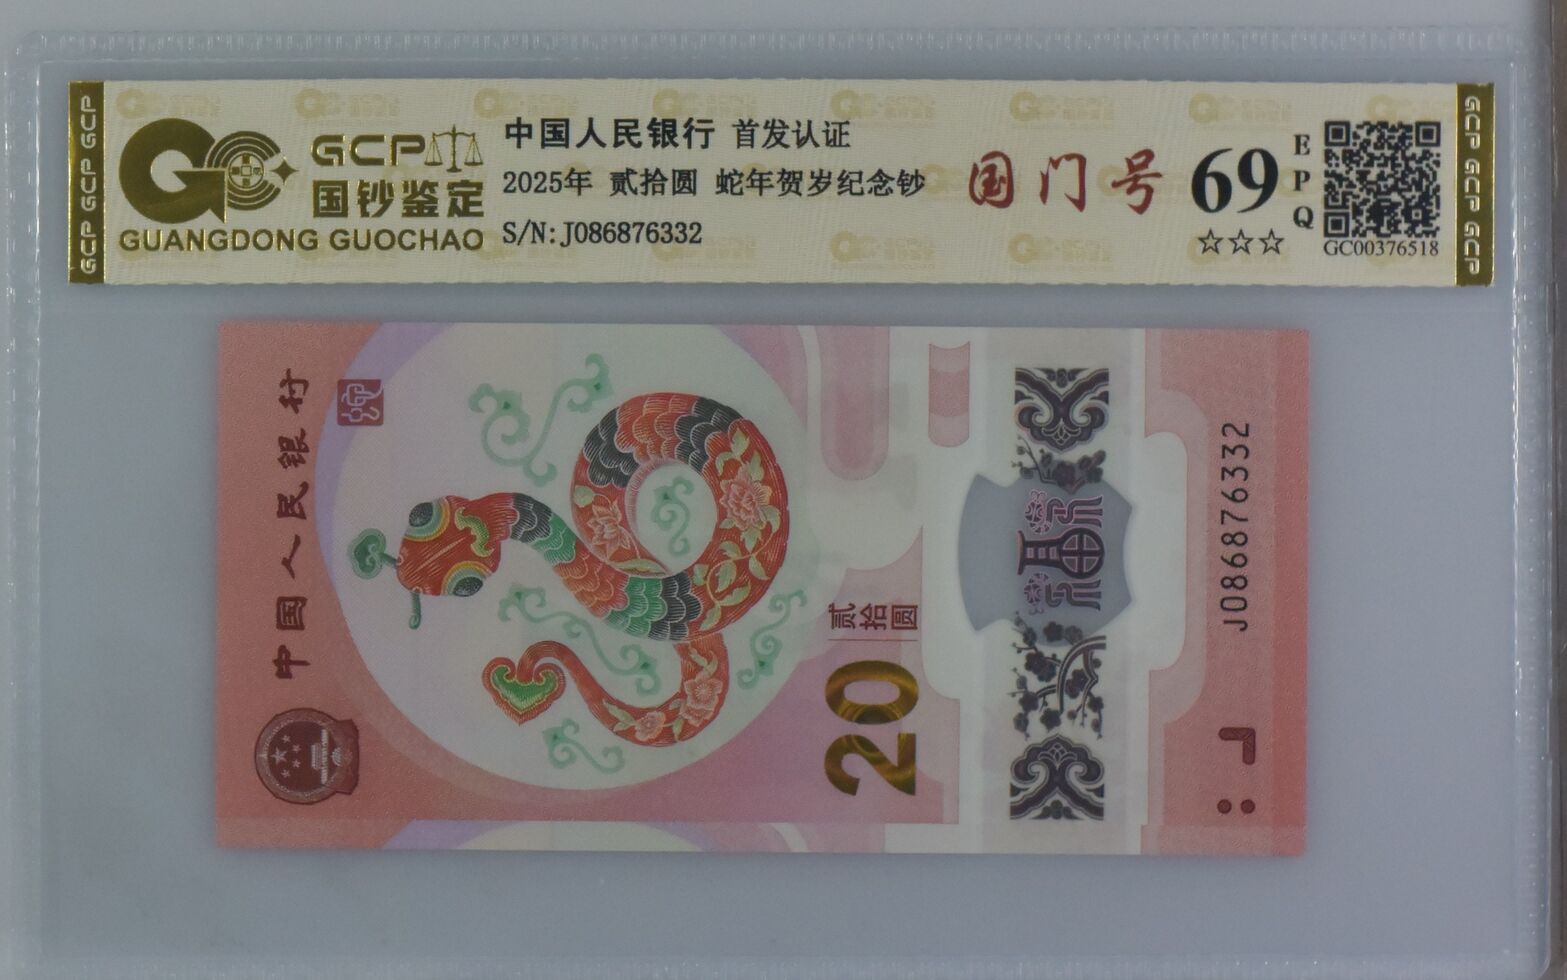 GCP GCP GCP
GCP
国钞鉴定
GUANGDONG GUOCHAO
中国人民银行 首发认证
2025年 贰拾圆 蛇年贺岁纪念钞
S/N:J086876332
国门号
69
EPQ
☆☆☆
GC00376518
GCP GCP GCP
中国人民银行
贰拾圆
20
福
J086876332